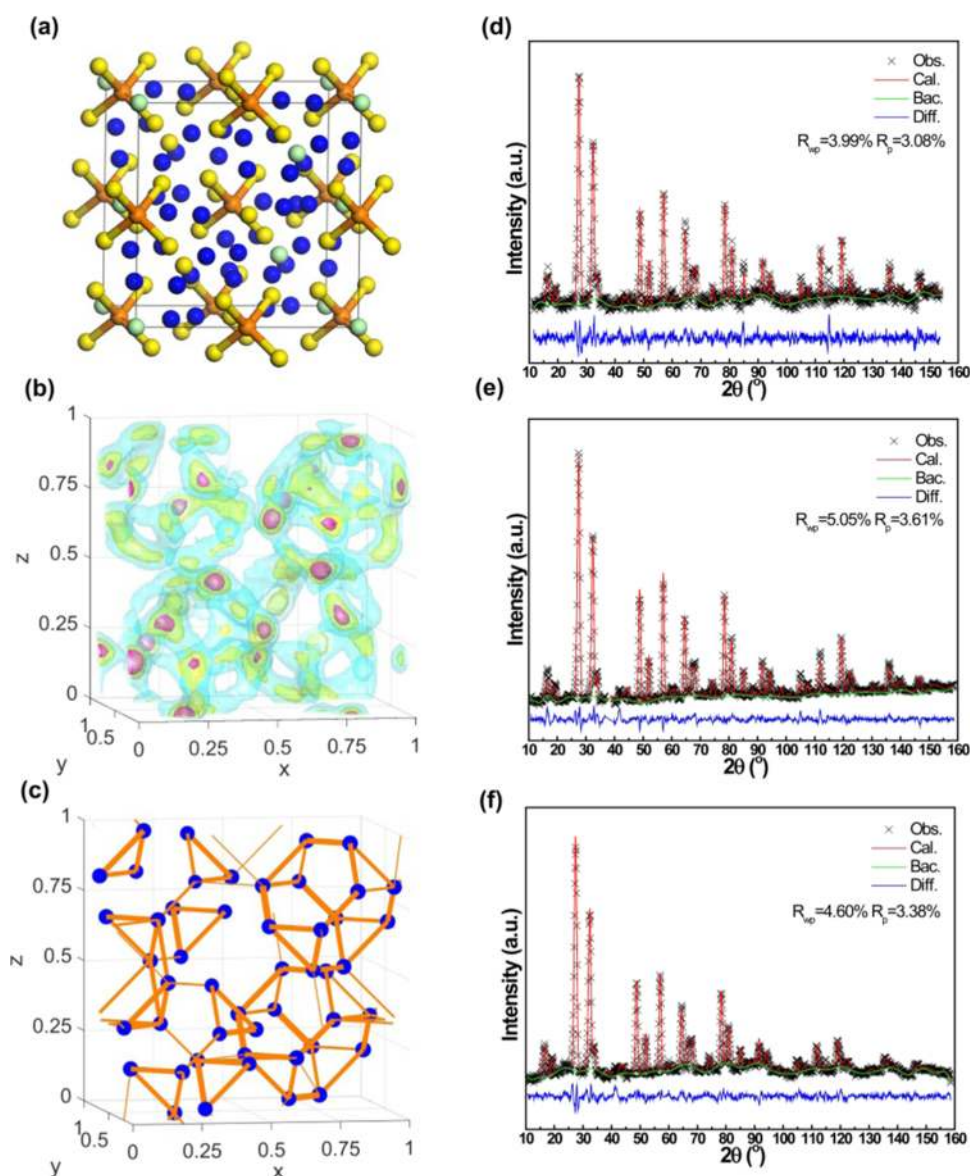 (a)
(b)
1
0.75
0.5
0.25
0
z
1
0.5
0
0.25
0.5
0.75
1
y
x
(c)
1
0.75
0.5
0.25
0
z
1
0.5
0
0.25
0.5
0.75
1
y
x
(d)
Obs.
Cal.
Bac.
Diff.
Rwp=3.99% Rp=3.08%
Intensity (a.u.)
10 20 30 40 50 60 70 80 90 100 110 120 130 140 150 160
2θ (°)
(e)
Obs.
Cal.
Bac.
Diff.
Rwp=5.05% Rp=3.61%
Intensity (a.u.)
10 20 30 40 50 60 70 80 90 100 110 120 130 140 150 160
2θ (°)
(f)
Obs.
Cal.
Bac.
Diff.
Rwp=4.60% Rp=3.38%
Intensity (a.u.)
10 20 30 40 50 60 70 80 90 100 110 120 130 140 150 160
2θ (°)